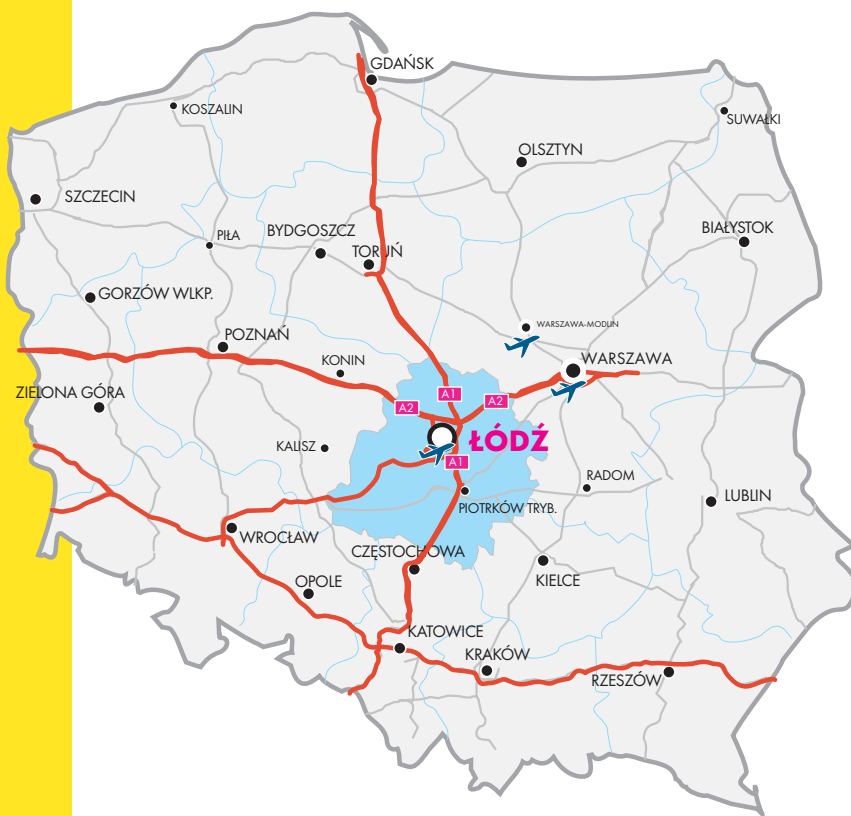 GDAŃSK
KOSZALIN
SUWAŁKI
OLSZTYN
SZCZECIN
BIAŁYSTOK
PIŁA
BYDGOSZCZ
TORUŃ
GORZÓW WLKP.
WARSZAWA-MODLIN
POZNAŃ
KONIN
WARSZAWA
ZIELONA GÓRA
A2
A1
A2
ŁÓDŹ
KALISZ
A1
RADOM
PIOTRKÓW TRYB.
LUBLIN
WROCŁAW
CZĘSTOCHOWA
OPOLE
KIELCE
KATOWICE
KRAKÓW
RZESZÓW